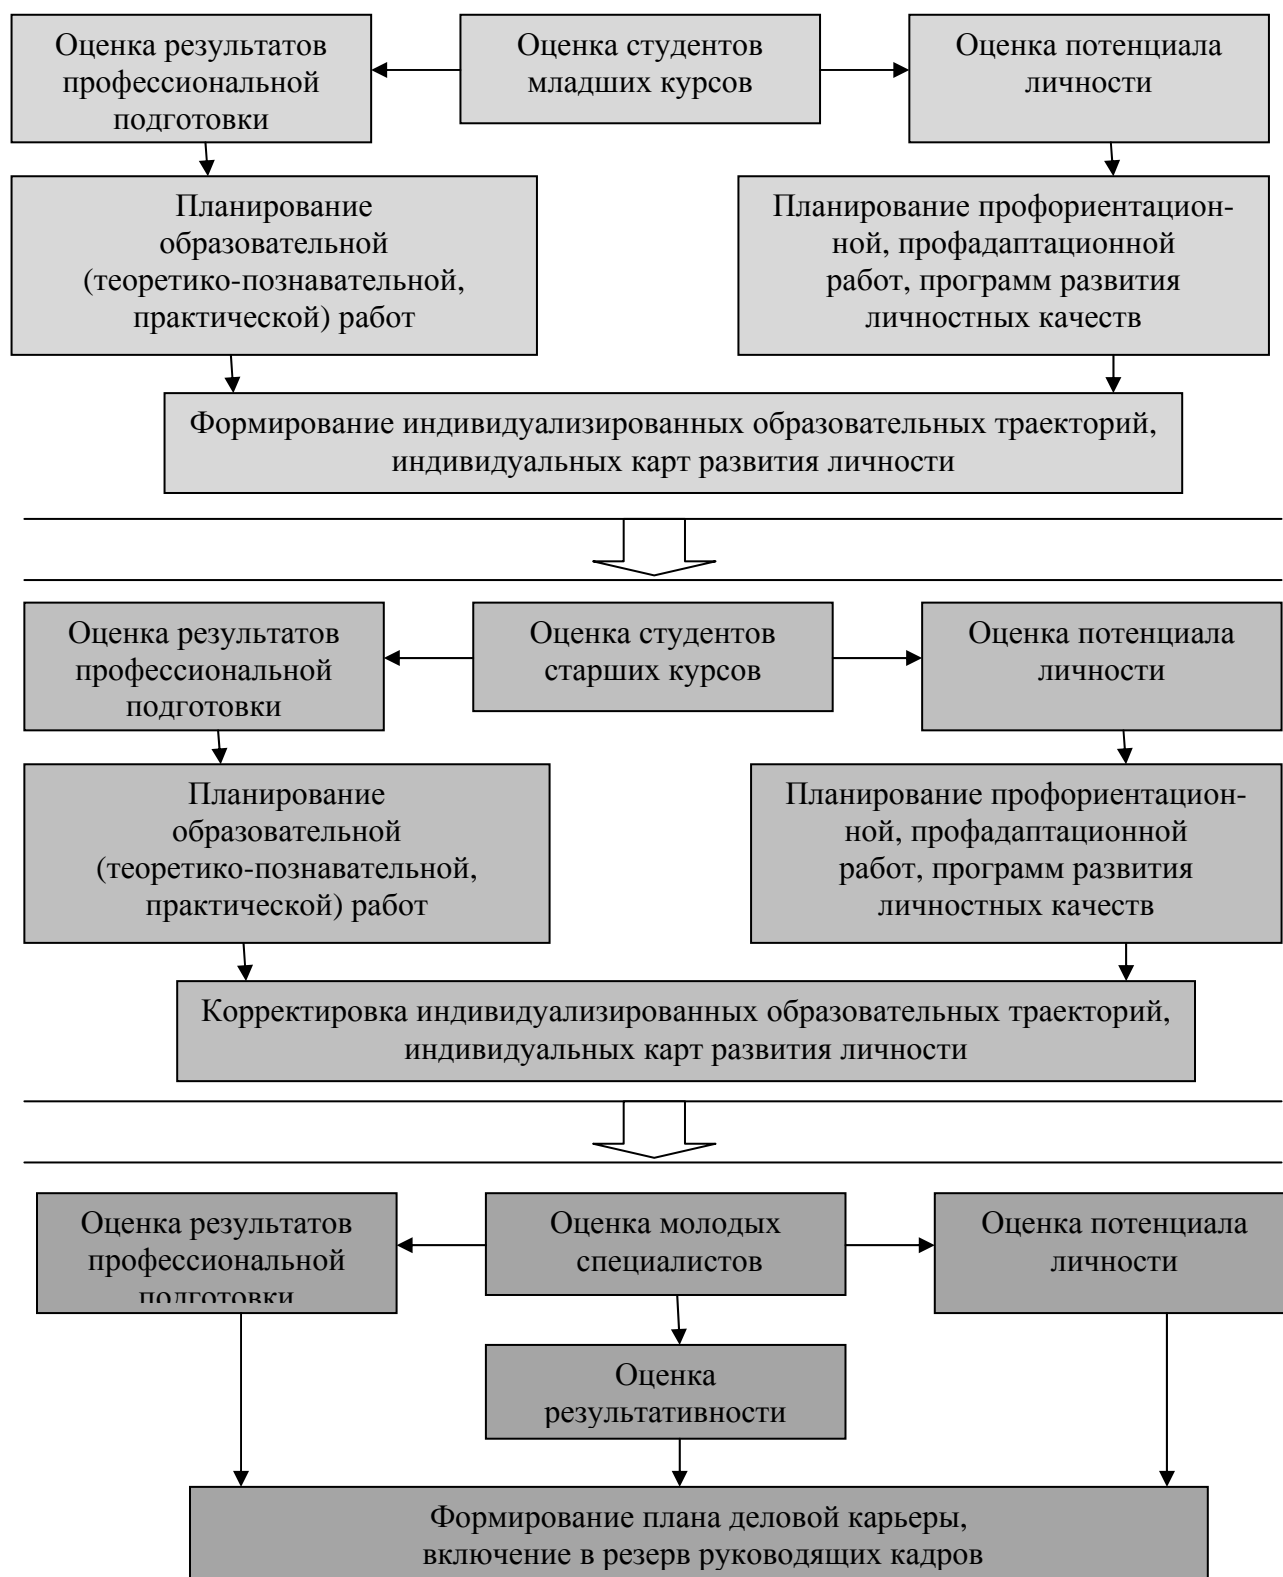 Оценка результатов
профессиональной
подготовки
Оценка студентов
младших курсов
Оценка потенциала
личности
Планирование
образовательной
(теоретико-познавательной,
практической) работ
Планирование профориентацион-
ной, профадаптационной
работ, программ развития
личностных качеств
Формирование индивидуализированных образовательных траекторий,
индивидуальных карт развития личности
Оценка результатов
профессиональной
подготовки
Оценка студентов
старших курсов
Оценка потенциала
личности
Планирование
образовательной
(теоретико-познавательной,
практической) работ
Планирование профориентацион-
ной, профадаптационной
работ, программ развития
личностных качеств
Корректировка индивидуализированных образовательных траекторий,
индивидуальных карт развития личности
Оценка результатов
профессиональной
подготовки
Оценка молодых
специалистов
Оценка потенциала
личности
Оценка
результативности
Формирование плана деловой карьеры,
включение в резерв руководящих кадров